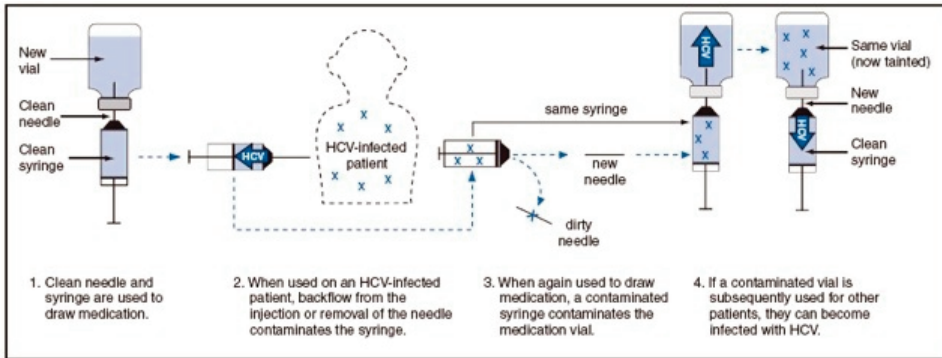 New
vial
Clean
needle
Clean
syringe
HCV
HCV-infected
patient
same syringe
new
needle
dirty
needle
HCV
Same vial
(now tainted)
New
needle
HCV
Clean
syringe
1. Clean needle and
syringe are used to
draw medication.
2. When used on an HCV-infected
patient, backflow from the
injection or removal of the needle
contaminates the syringe.
3. When again used to draw
medication, a contaminated
syringe contaminates the
medication vial.
4. If a contaminated vial is
subsequently used for other
patients, they can become
infected with HCV.